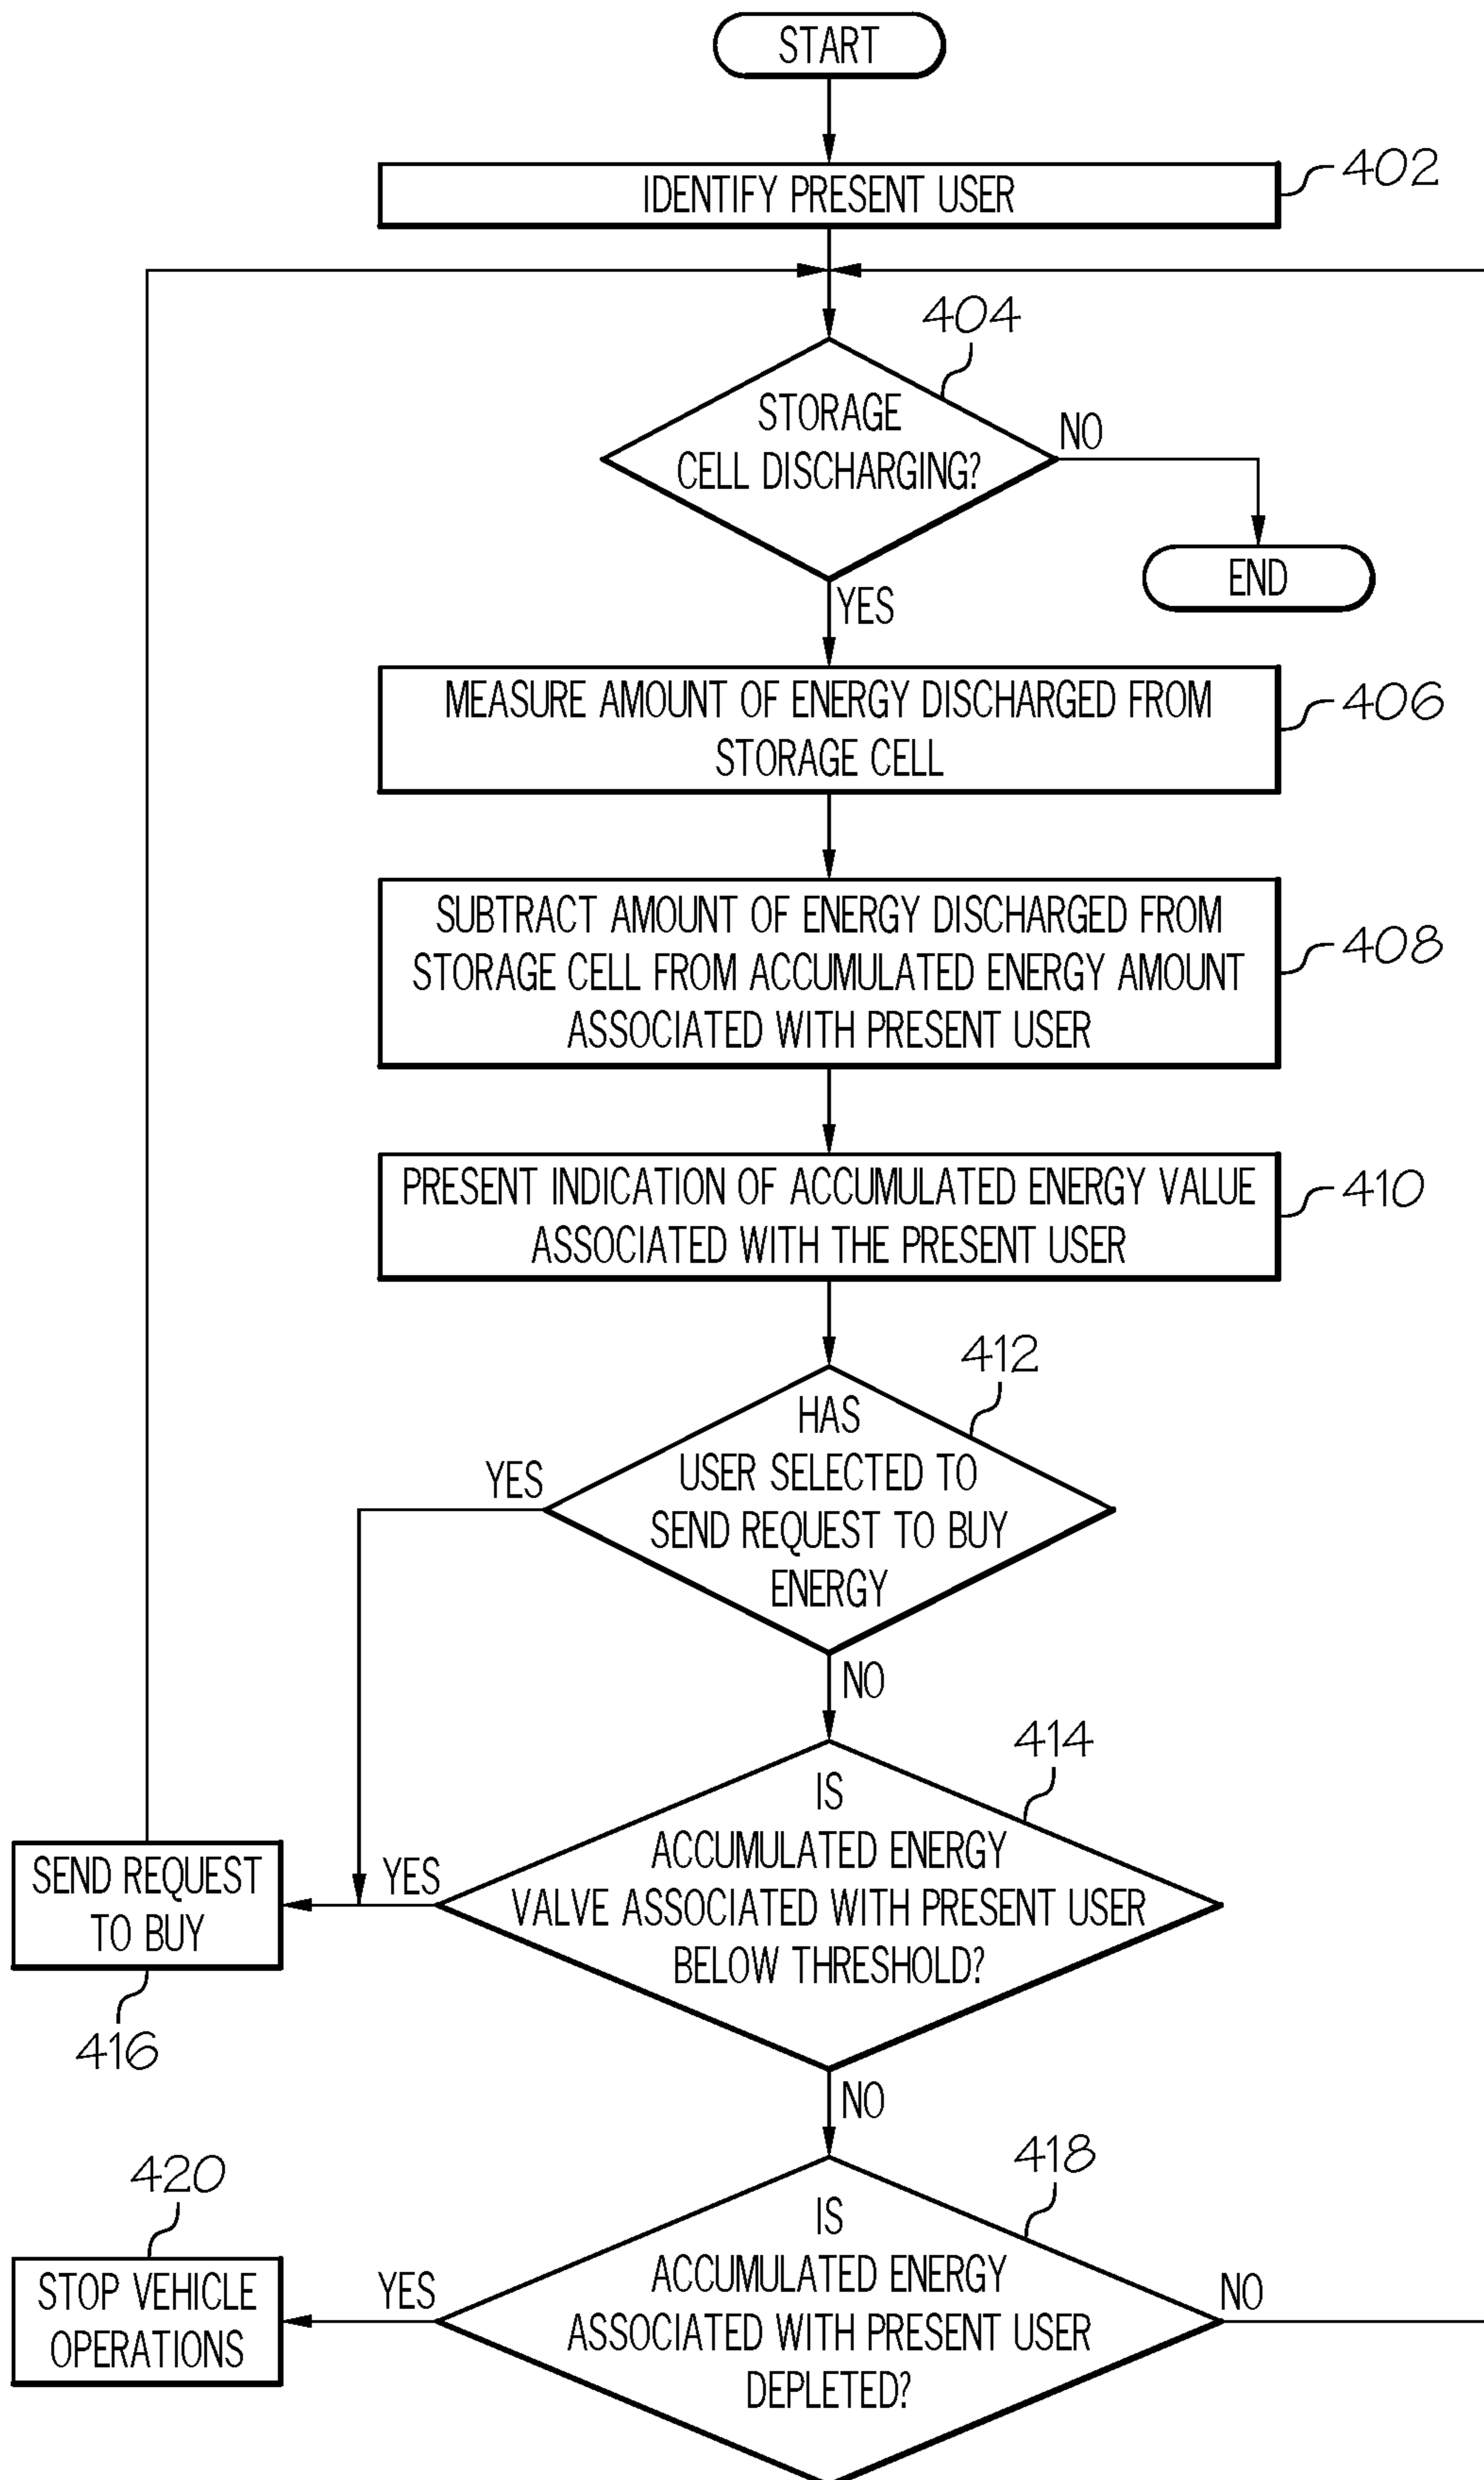 START
IDENTIFY PRESENT USER
402
404
STORAGE
CELL DISCHARGING?
NO
END
YES
MEASURE AMOUNT OF ENERGY DISCHARGED FROM
STORAGE CELL
406
SUBTRACT AMOUNT OF ENERGY DISCHARGED FROM
STORAGE CELL FROM ACCUMULATED ENERGY AMOUNT
ASSOCIATED WITH PRESENT USER
408
PRESENT INDICATION OF ACCUMULATED ENERGY VALUE
ASSOCIATED WITH THE PRESENT USER
410
412
HAS
USER SELECTED TO
SEND REQUEST TO BUY
ENERGY
YES
NO
414
IS
ACCUMULATED ENERGY
VALVE ASSOCIATED WITH PRESENT USER
BELOW THRESHOLD?
YES
SEND REQUEST
TO BUY
416
NO
418
IS
ACCUMULATED ENERGY
ASSOCIATED WITH PRESENT USER
DEPLETED?
YES
NO
420
STOP VEHICLE
OPERATIONS